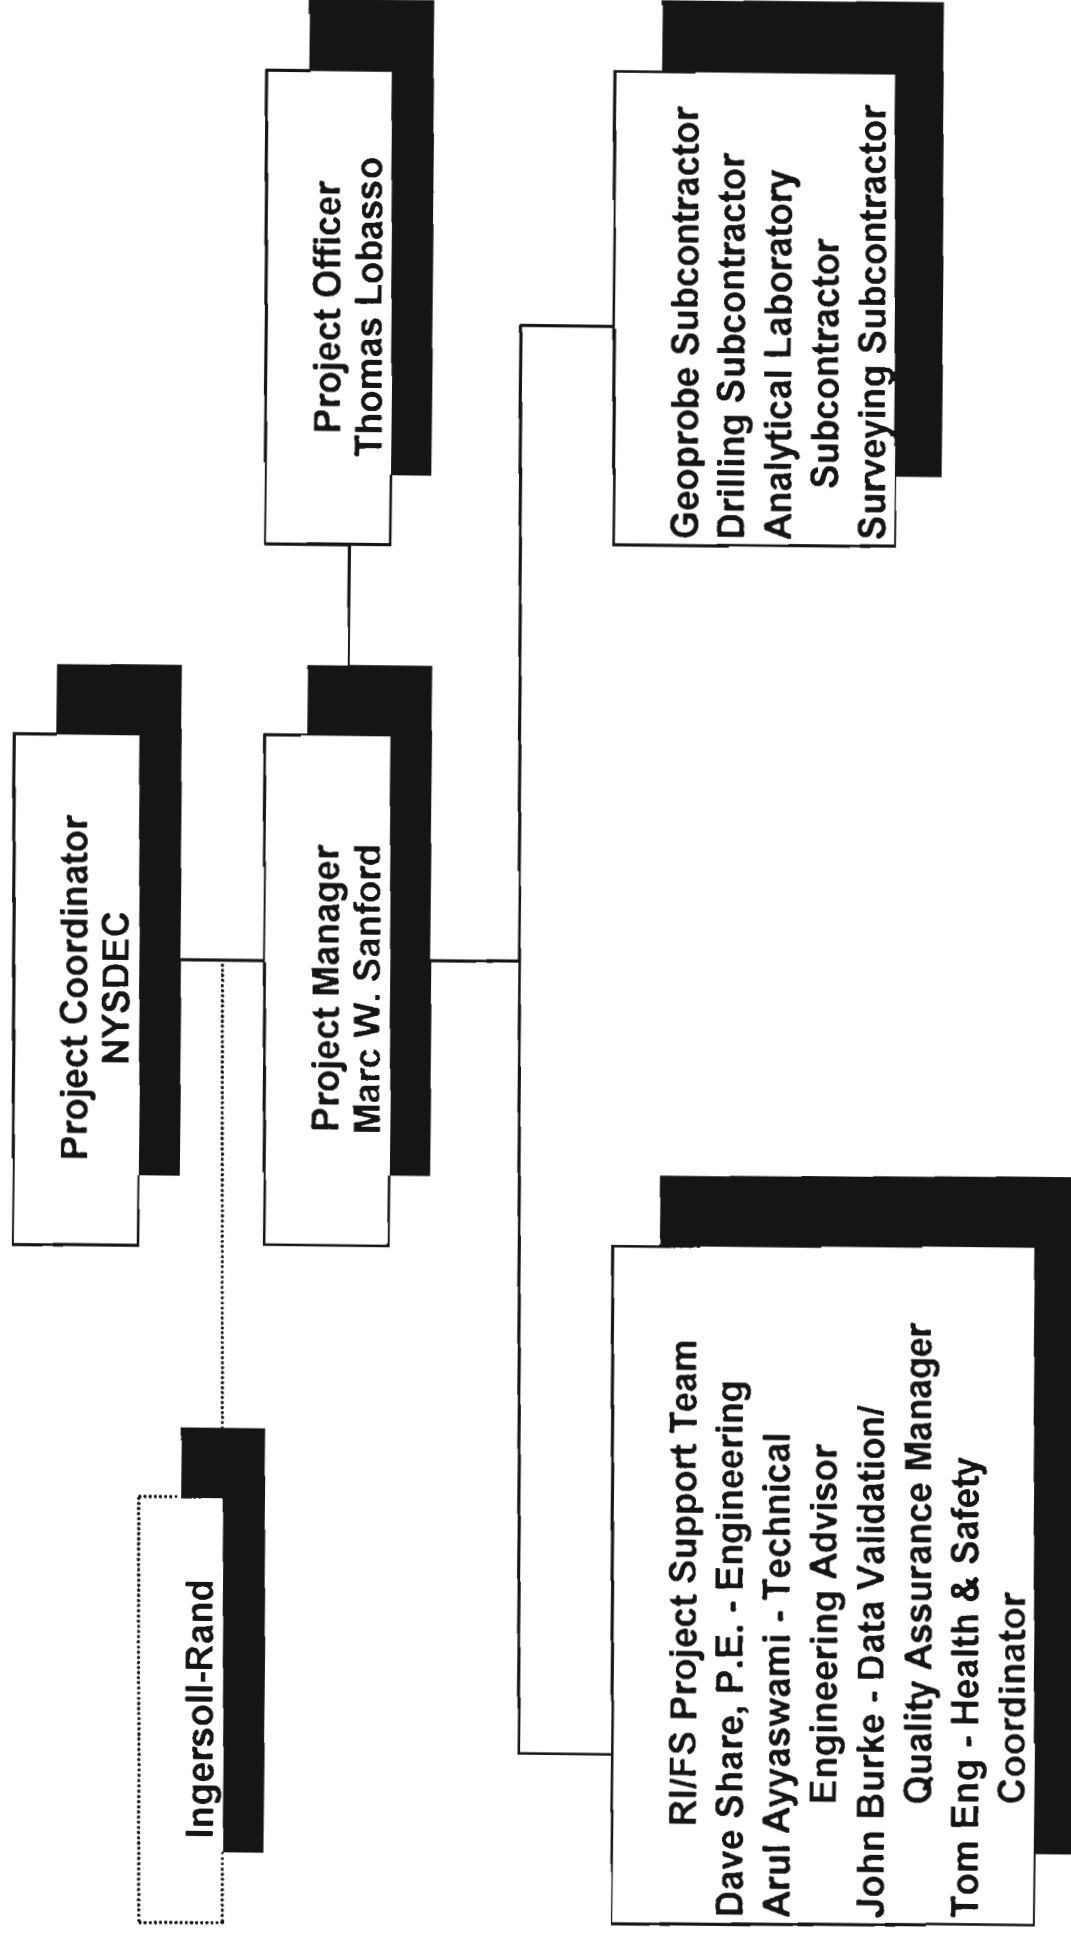 Project Coordinator
NYSDEC
Ingersoll-Rand
Project Manager
Marc W. Sanford
Project Officer
Thomas Lobasso
RI/FS Project Support Team
Dave Share, P.E. - Engineering
Arul Ayyaswami - Technical
Engineering Advisor
John Burke - Data Validation/
Quality Assurance Manager
Tom Eng - Health & Safety
Coordinator
Geoprobe Subcontractor
Drilling Subcontractor
Analytical Laboratory
Subcontractor
Surveying Subcontractor